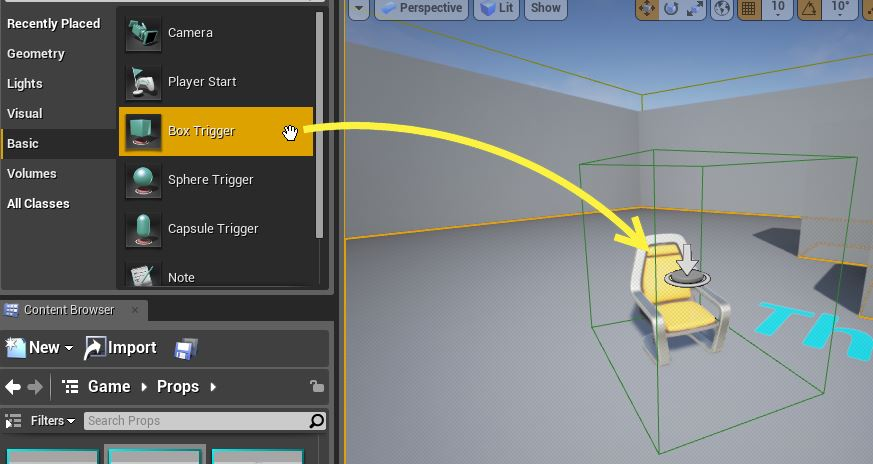 Recently Placed
Geometry
Lights
Visual
Basic
Volumes
All Classes
Camera
Player Start
Box Trigger
Sphere Trigger
Capsule Trigger
Note
Content Browser
New
Import
Game
Props
Filters
Search Props
Perspective
Lit
Show
10
10°
Th